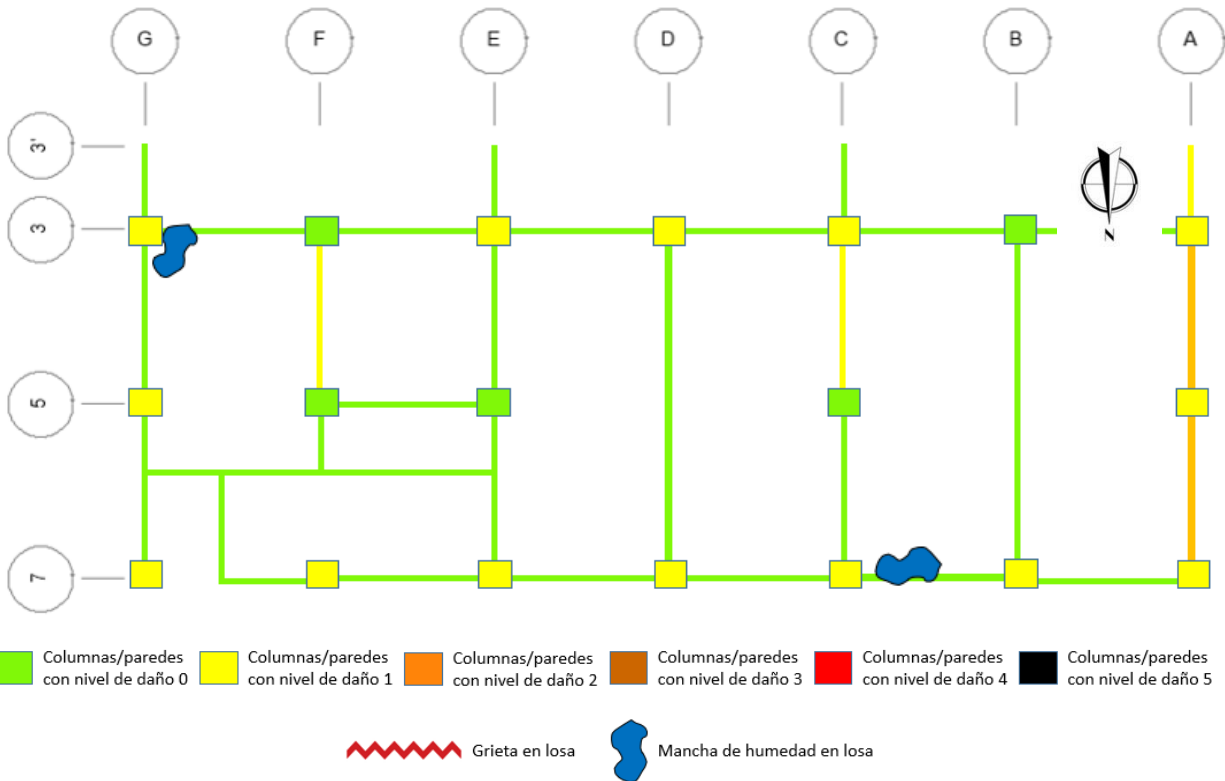 G F E D C B A
3'
3
N
5
7
Columnas/paredes con nivel de daño 0
Columnas/paredes con nivel de daño 1
Columnas/paredes con nivel de daño 2
Columnas/paredes con nivel de daño 3
Columnas/paredes con nivel de daño 4
Columnas/paredes con nivel de daño 5
Grieta en losa
Mancha de humedad en losa